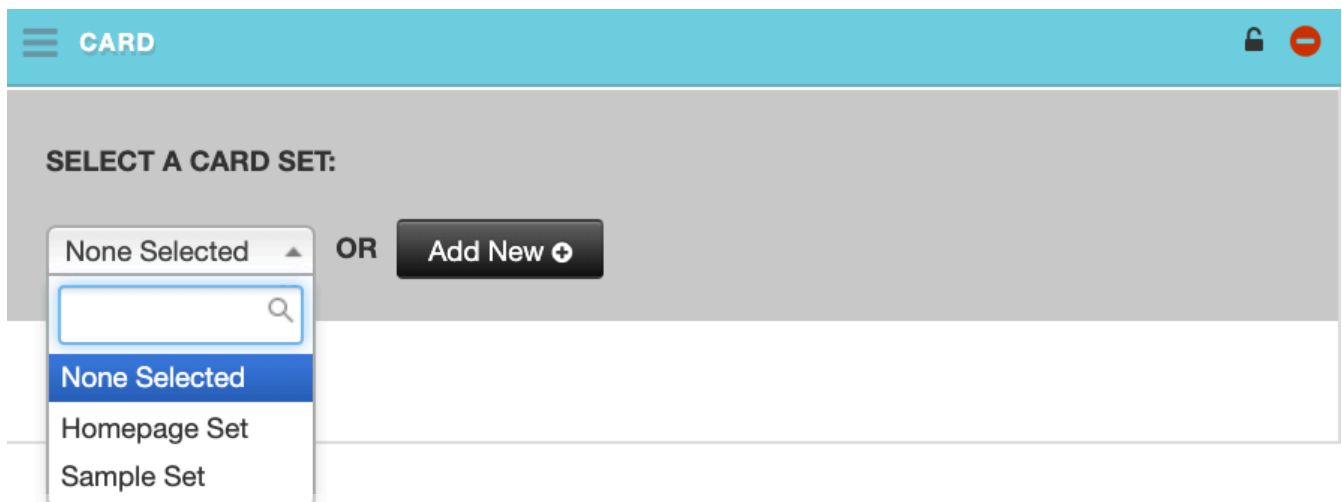 CARD
SELECT A CARD SET:
None Selected OR Add New
None Selected
Homepage Set
Sample Set